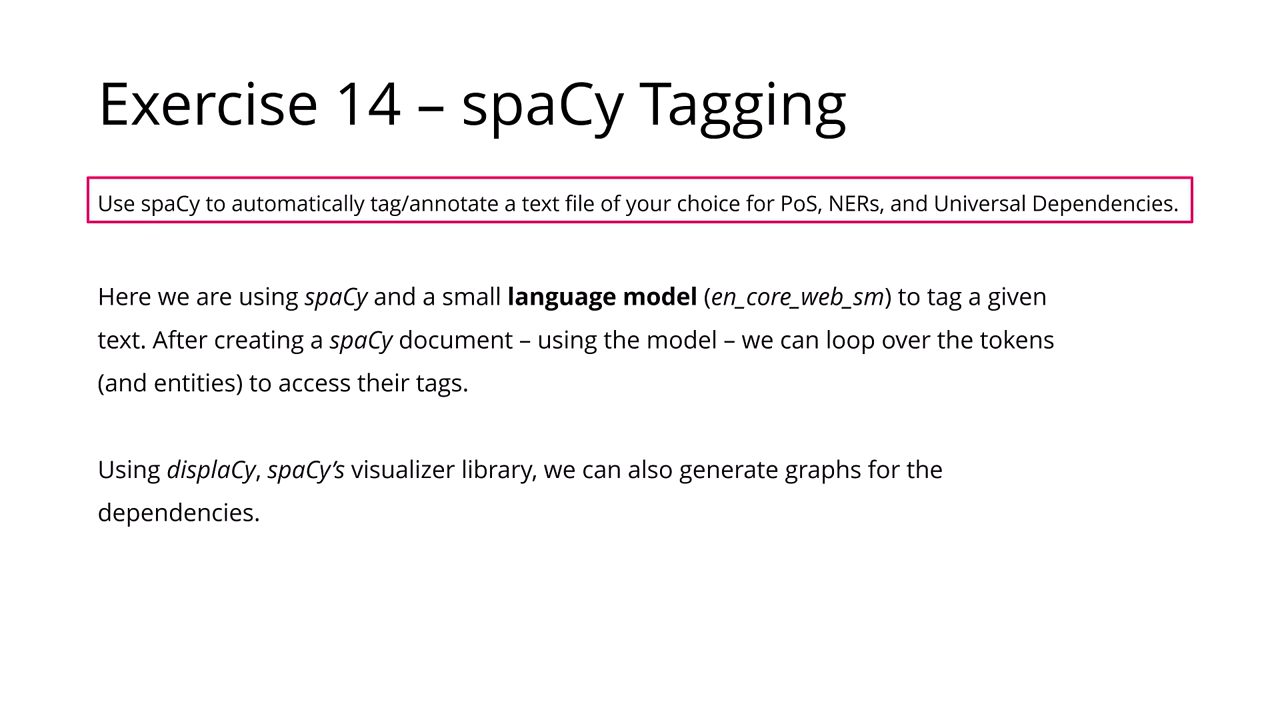 Exercise 14 – spaCy Tagging
Use spaCy to automatically tag/annotate a text file of your choice for PoS, NERs, and Universal Dependencies.
Here we are using spaCy and a small language model (en_core_web_sm) to tag a given
text. After creating a spaCy document – using the model – we can loop over the tokens
(and entities) to access their tags.
Using displaCy, spaCy’s visualizer library, we can also generate graphs for the
dependencies.